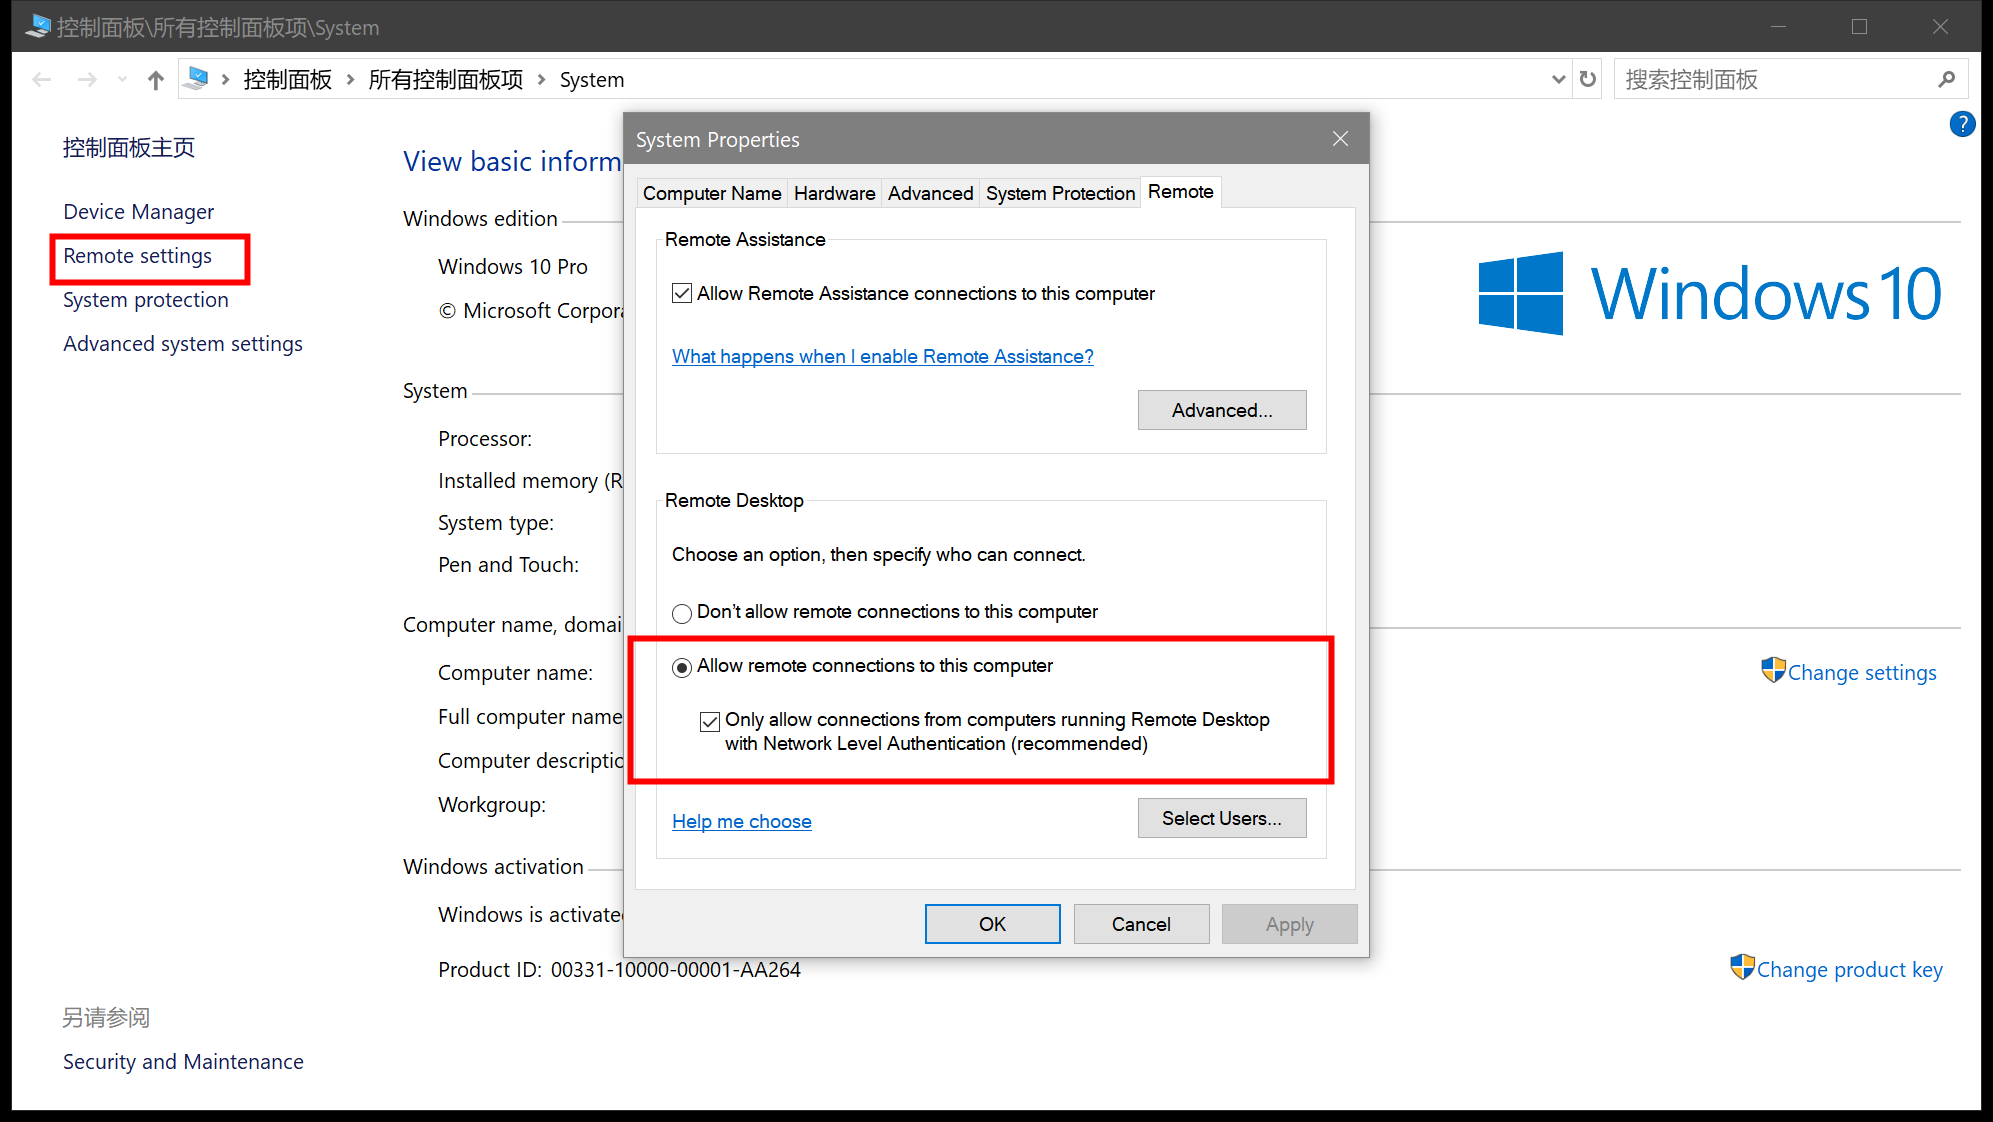 控制面板\所有控制面板项\System
控制面板 所有控制面板项 System
搜索控制面板
?
控制面板主页
Device Manager
Remote settings
System protection
Advanced system settings
另请参阅
Security and Maintenance
View basic inform
Windows edition
Windows 10 Pro
© Microsoft Corpora
System
Processor:
Installed memory (R
System type:
Pen and Touch:
Computer name, domai
Computer name:
Full computer name
Computer descriptio
Workgroup:
Windows activation
Windows is activate
Product ID: 00331-10000-00001-AA264
System Properties
Computer Name Hardware Advanced System Protection Remote
Remote Assistance
Allow Remote Assistance connections to this computer
What happens when I enable Remote Assistance?
Advanced...
Remote Desktop
Choose an option, then specify who can connect.
Don't allow remote connections to this computer
Allow remote connections to this computer
Only allow connections from computers running Remote Desktop
with Network Level Authentication (recommended)
Help me choose
Select Users...
OK Cancel Apply
Windows 10
Change settings
Change product key